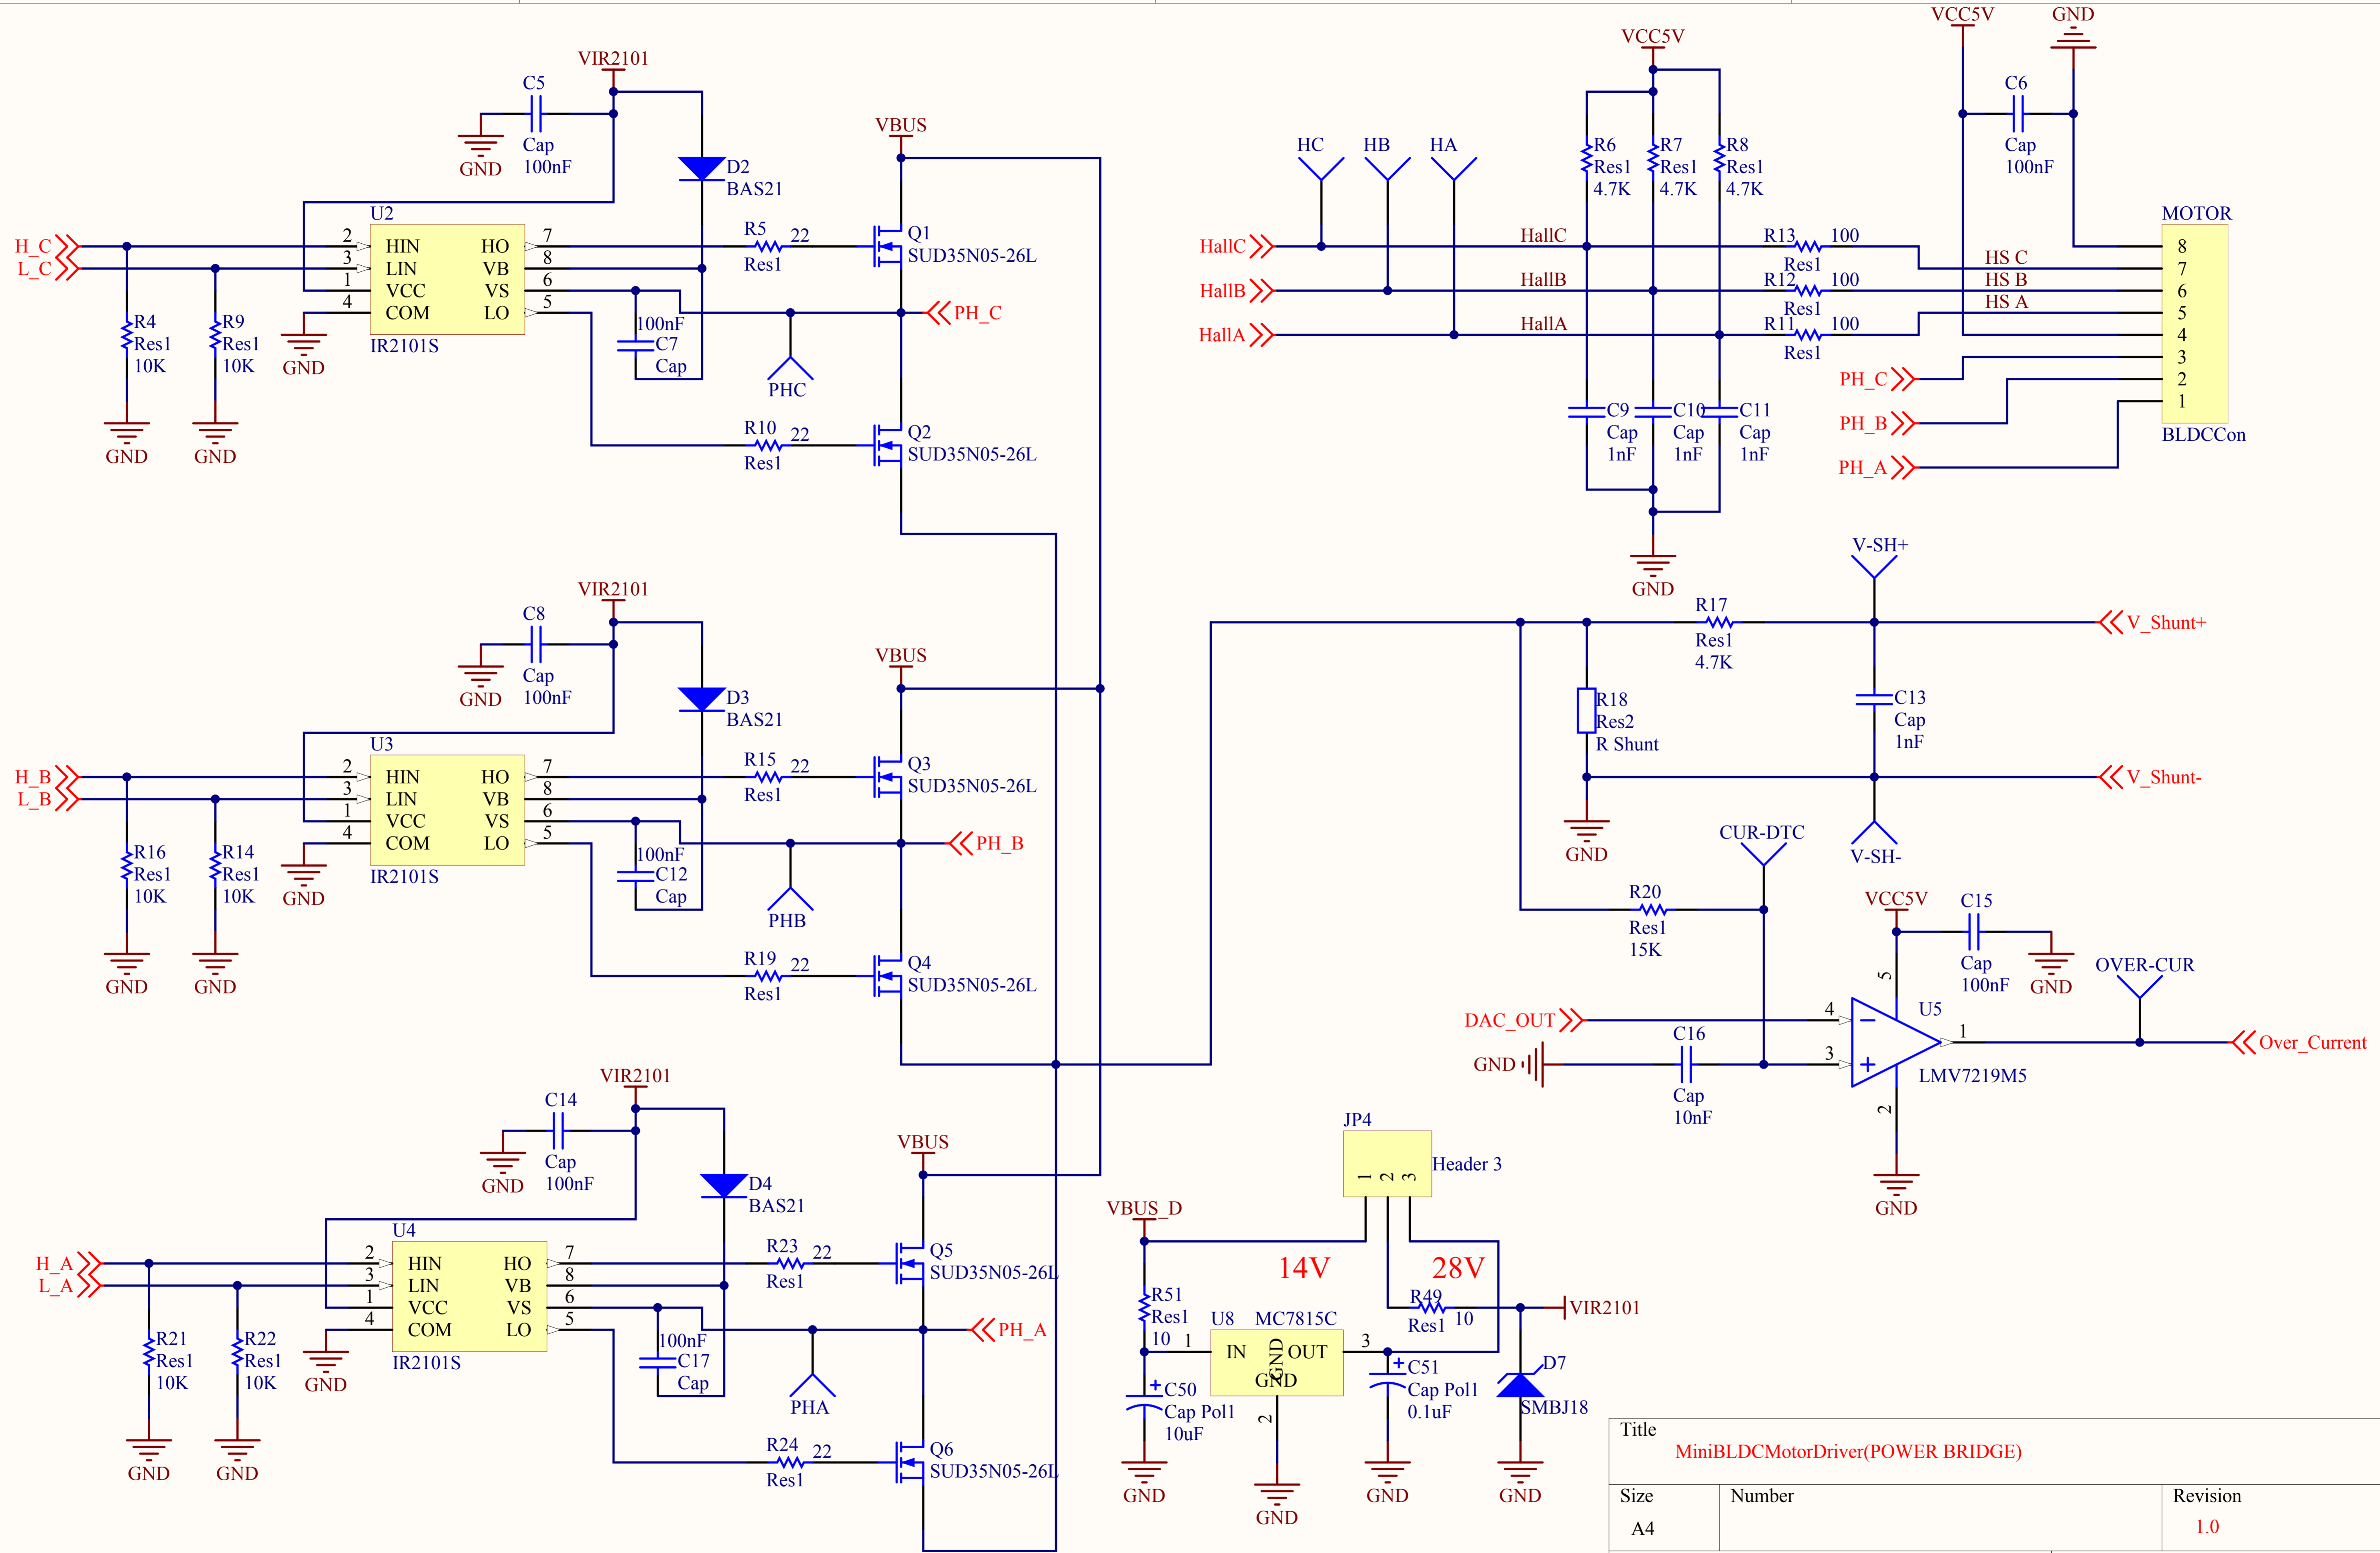 VIR2101
C5
Cap
100nF
GND
D2
BAS21
VBUS
H_C
L_C
U2
2 HIN HO 7
3 LIN VB 8
1 VCC VS 6
4 COM LO 5
IR2101S
GND
R4
Res1
10K
GND
R9
Res1
10K
GND
R5 22
Res1
Q1
SUD35N05-26L
100nF
C7
Cap
PHC
PH_C
R10 22
Res1
Q2
SUD35N05-26L
VIR2101
C8
Cap
100nF
GND
D3
BAS21
VBUS
H_B
L_B
U3
2 HIN HO 7
3 LIN VB 8
1 VCC VS 6
4 COM LO 5
IR2101S
GND
R16
Res1
10K
GND
R14
Res1
10K
GND
R15 22
Res1
Q3
SUD35N05-26L
100nF
C12
Cap
PHB
PH_B
R19 22
Res1
Q4
SUD35N05-26L
VIR2101
C14
Cap
100nF
GND
D4
BAS21
VBUS
H_A
L_A
U4
2 HIN HO 7
3 LIN VB 8
1 VCC VS 6
4 COM LO 5
IR2101S
GND
R21
Res1
10K
GND
R22
Res1
10K
GND
R23 22
Res1
Q5
SUD35N05-26L
100nF
C17
Cap
PHA
PH_A
R24 22
Res1
Q6
SUD35N05-26L
VCC5V
R6
Res1
4.7K
R7
Res1
4.7K
R8
Res1
4.7K
HC
HB
HA
HallC
HallB
HallA
HallC
HallB
HallA
R13 100
Res1
R12 100
Res1
R11 100
Res1
HS C
HS B
HS A
C9
Cap
1nF
C10
Cap
1nF
C11
Cap
1nF
GND
VCC5V
GND
C6
Cap
100nF
MOTOR
8
7
6
5
4
3
2
1
BLDCCon
PH_C
PH_B
PH_A
V-SH+
R17
Res1
4.7K
V_Shunt+
R18
Res2
R Shunt
C13
Cap
1nF
V_Shunt-
GND
V-SH-
CUR-DTC
R20
Res1
15K
VCC5V
C15
Cap
100nF
GND
OVER-CUR
DAC_OUT
5
4
3
2
1
U5
LMV7219M5
Over_Current
GND
C16
Cap
10nF
GND
JP4
1 2 3
Header 3
VBUS_D
14V
28V
R51
Res1
10
R49
Res1 10
VIR2101
U8 MC7815C
1 IN GND OUT 3
GND
2
C50
Cap Pol1
10uF
C51
Cap Pol1
0.1uF
D7
SMBJ18
GND
GND
GND
GND
Title
MiniBLDCMotorDriver(POWER BRIDGE)
Size
A4
Number
Revision
1.0